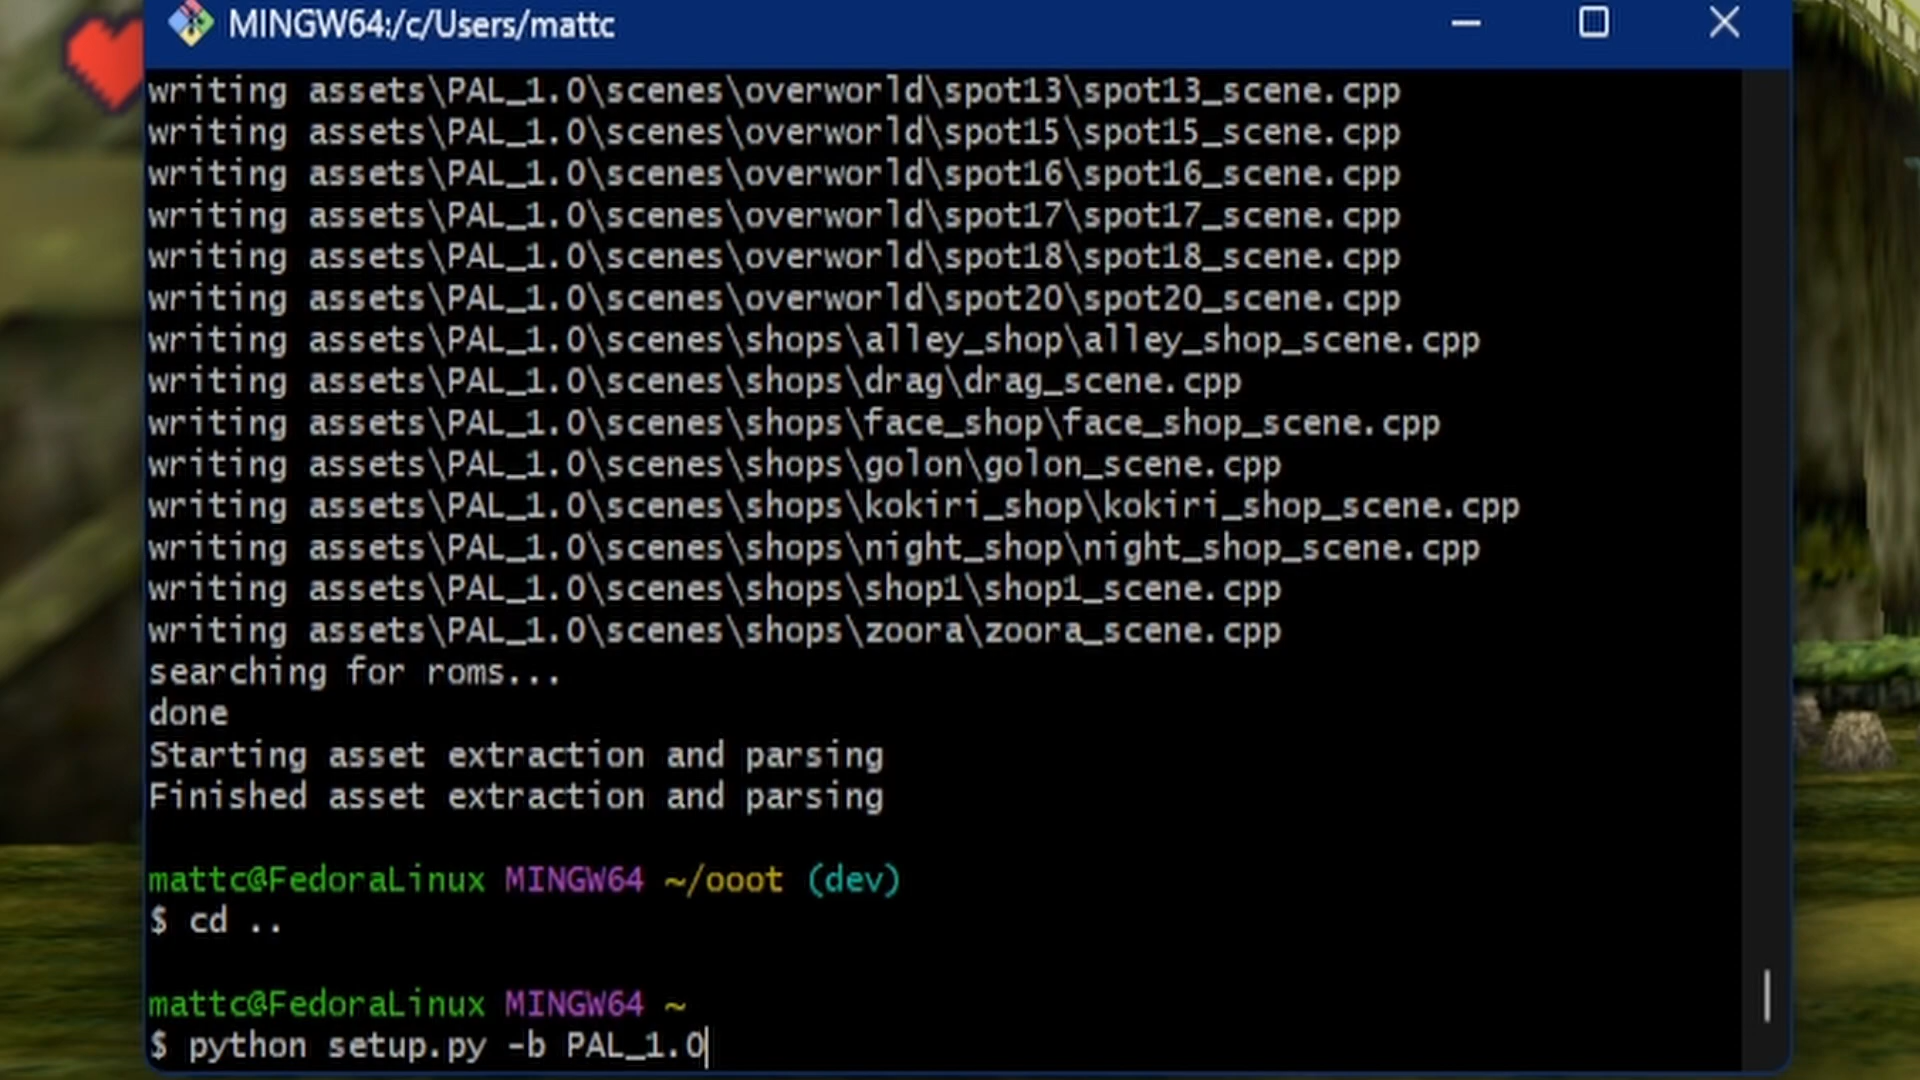 MINGW64:/c/Users/mattc
writing assets\PAL_1.0\scenes\overworld\spot13\spot13_scene.cpp
writing assets\PAL_1.0\scenes\overworld\spot15\spot15_scene.cpp
writing assets\PAL_1.0\scenes\overworld\spot16\spot16_scene.cpp
writing assets\PAL_1.0\scenes\overworld\spot17\spot17_scene.cpp
writing assets\PAL_1.0\scenes\overworld\spot18\spot18_scene.cpp
writing assets\PAL_1.0\scenes\overworld\spot20\spot20_scene.cpp
writing assets\PAL_1.0\scenes\shops\alley_shop\alley_shop_scene.cpp
writing assets\PAL_1.0\scenes\shops\drag\drag_scene.cpp
writing assets\PAL_1.0\scenes\shops\face_shop\face_shop_scene.cpp
writing assets\PAL_1.0\scenes\shops\golon\golon_scene.cpp
writing assets\PAL_1.0\scenes\shops\kokiri_shop\kokiri_shop_scene.cpp
writing assets\PAL_1.0\scenes\shops\night_shop\night_shop_scene.cpp
writing assets\PAL_1.0\scenes\shops\shop1\shop1_scene.cpp
writing assets\PAL_1.0\scenes\shops\zoora\zoora_scene.cpp
searching for roms...
done
Starting asset extraction and parsing
Finished asset extraction and parsing
mattc@FedoraLinux MINGW64 ~/ooot (dev)
$ cd ..
mattc@FedoraLinux MINGW64 ~
$ python setup.py -b PAL_1.0